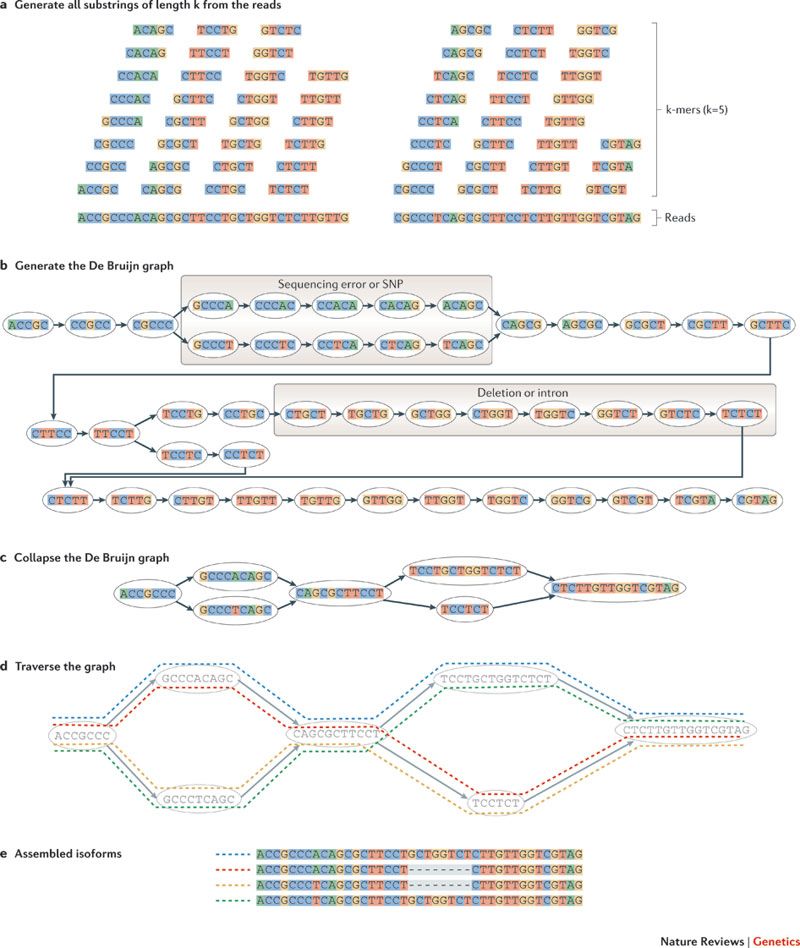 a Generate all substrings of length k from the reads
ACAGC TCCTG GTCTC AGCGC CTCTT GGTCG
CACAG TTCCT GGTCT CAGCG CCTCT TGGTC
CCACA CTTCC TGGTC TGTTG TCAGC TCCTC TTGGT
CCCAC GCTTC CTGGT TTGTT CTCAG TTCCT GTTGG
GCCCA CGCTT GCTGG CTTGT CCTCA CTTCC TGTTG
k-mers (k=5)
CGCCC GCGCT TGCTG TCTTG CCCTC GCTTC TTGTT CGTAG
CCGCC AGCGC CTGCT CTCTT GCCCT CGCTT CTTGT TCGTA
ACCGC CAGCG CCTGC TCTCT CGCCC GCGCT TCTTG GTCGT
ACCGCCCACAGCGCTTCCTGCTGGTCTCTTGTTG CGCCCTCAGCGCTTCCTCTTGTTGGTCGTAG Reads
b Generate the De Bruijn graph
Sequencing error or SNP
GCCCA CCCAC CCACA CACAG ACAGC
ACCGC CCGCC CGCCC CAGCG AGCGC GCGCT CGCTT GCTTC
GCCCT CCCTC CCTCA CTCAG TCAGC
Deletion or intron
TCCTG CCTGC CTGCT TGCTG GCTGG CTGGT TGGTC GGTCT GTCTC TCTCT
CTTCC TTCCT
TCCTC CCTCT
CTCTT TCTTG CTTGT TTGTT TGTTG GTTGG TTGGT TGGTC GGTCG GTCGT TCGTA CGTAG
c Collapse the De Bruijn graph
GCCCACAGC TCCTGCTGGTCTCT
ACCGCCC CAGCGCTTCCT CTCTTGTTGGTCGTAG
GCCCTCAGC TCCTCT
d Traverse the graph
GCCCACAGC TCCTGCTGGTCTCT
ACCGCCC CAGCGCTTCCT CTCTTGTTGGTCGTAG
GCCCTCAGC TCCTCT
e Assembled isoforms
ACCGCCCACAGCGCTTCCTGCTGGTCTCTTGTTGGTCGTAG
ACCGCCCACAGCGCTTCCT---------CTTGTTGGTCGTAG
ACCGCCCTCAGCGCTTCCT---------CTTGTTGGTCGTAG
ACCGCCCTCAGCGCTTCCTGCTGGTCTCTTGTTGGTCGTAG
Nature Reviews | Genetics